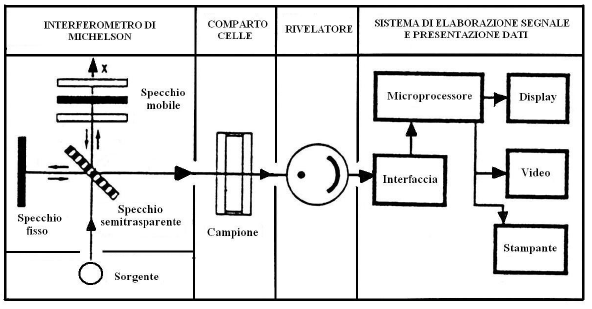 INTERFEROMETRO DI
MICHELSON
COMPARTO
CELLE
RIVELATORE
SISTEMA DI ELABORAZIONE SEGNALE
E PRESENTAZIONE DATI
X
Specchio
mobile
Specchio
fisso
Specchio
semitrasparente
Sorgente
Campione
Microprocessore
Display
Interfaccia
Video
Stampante